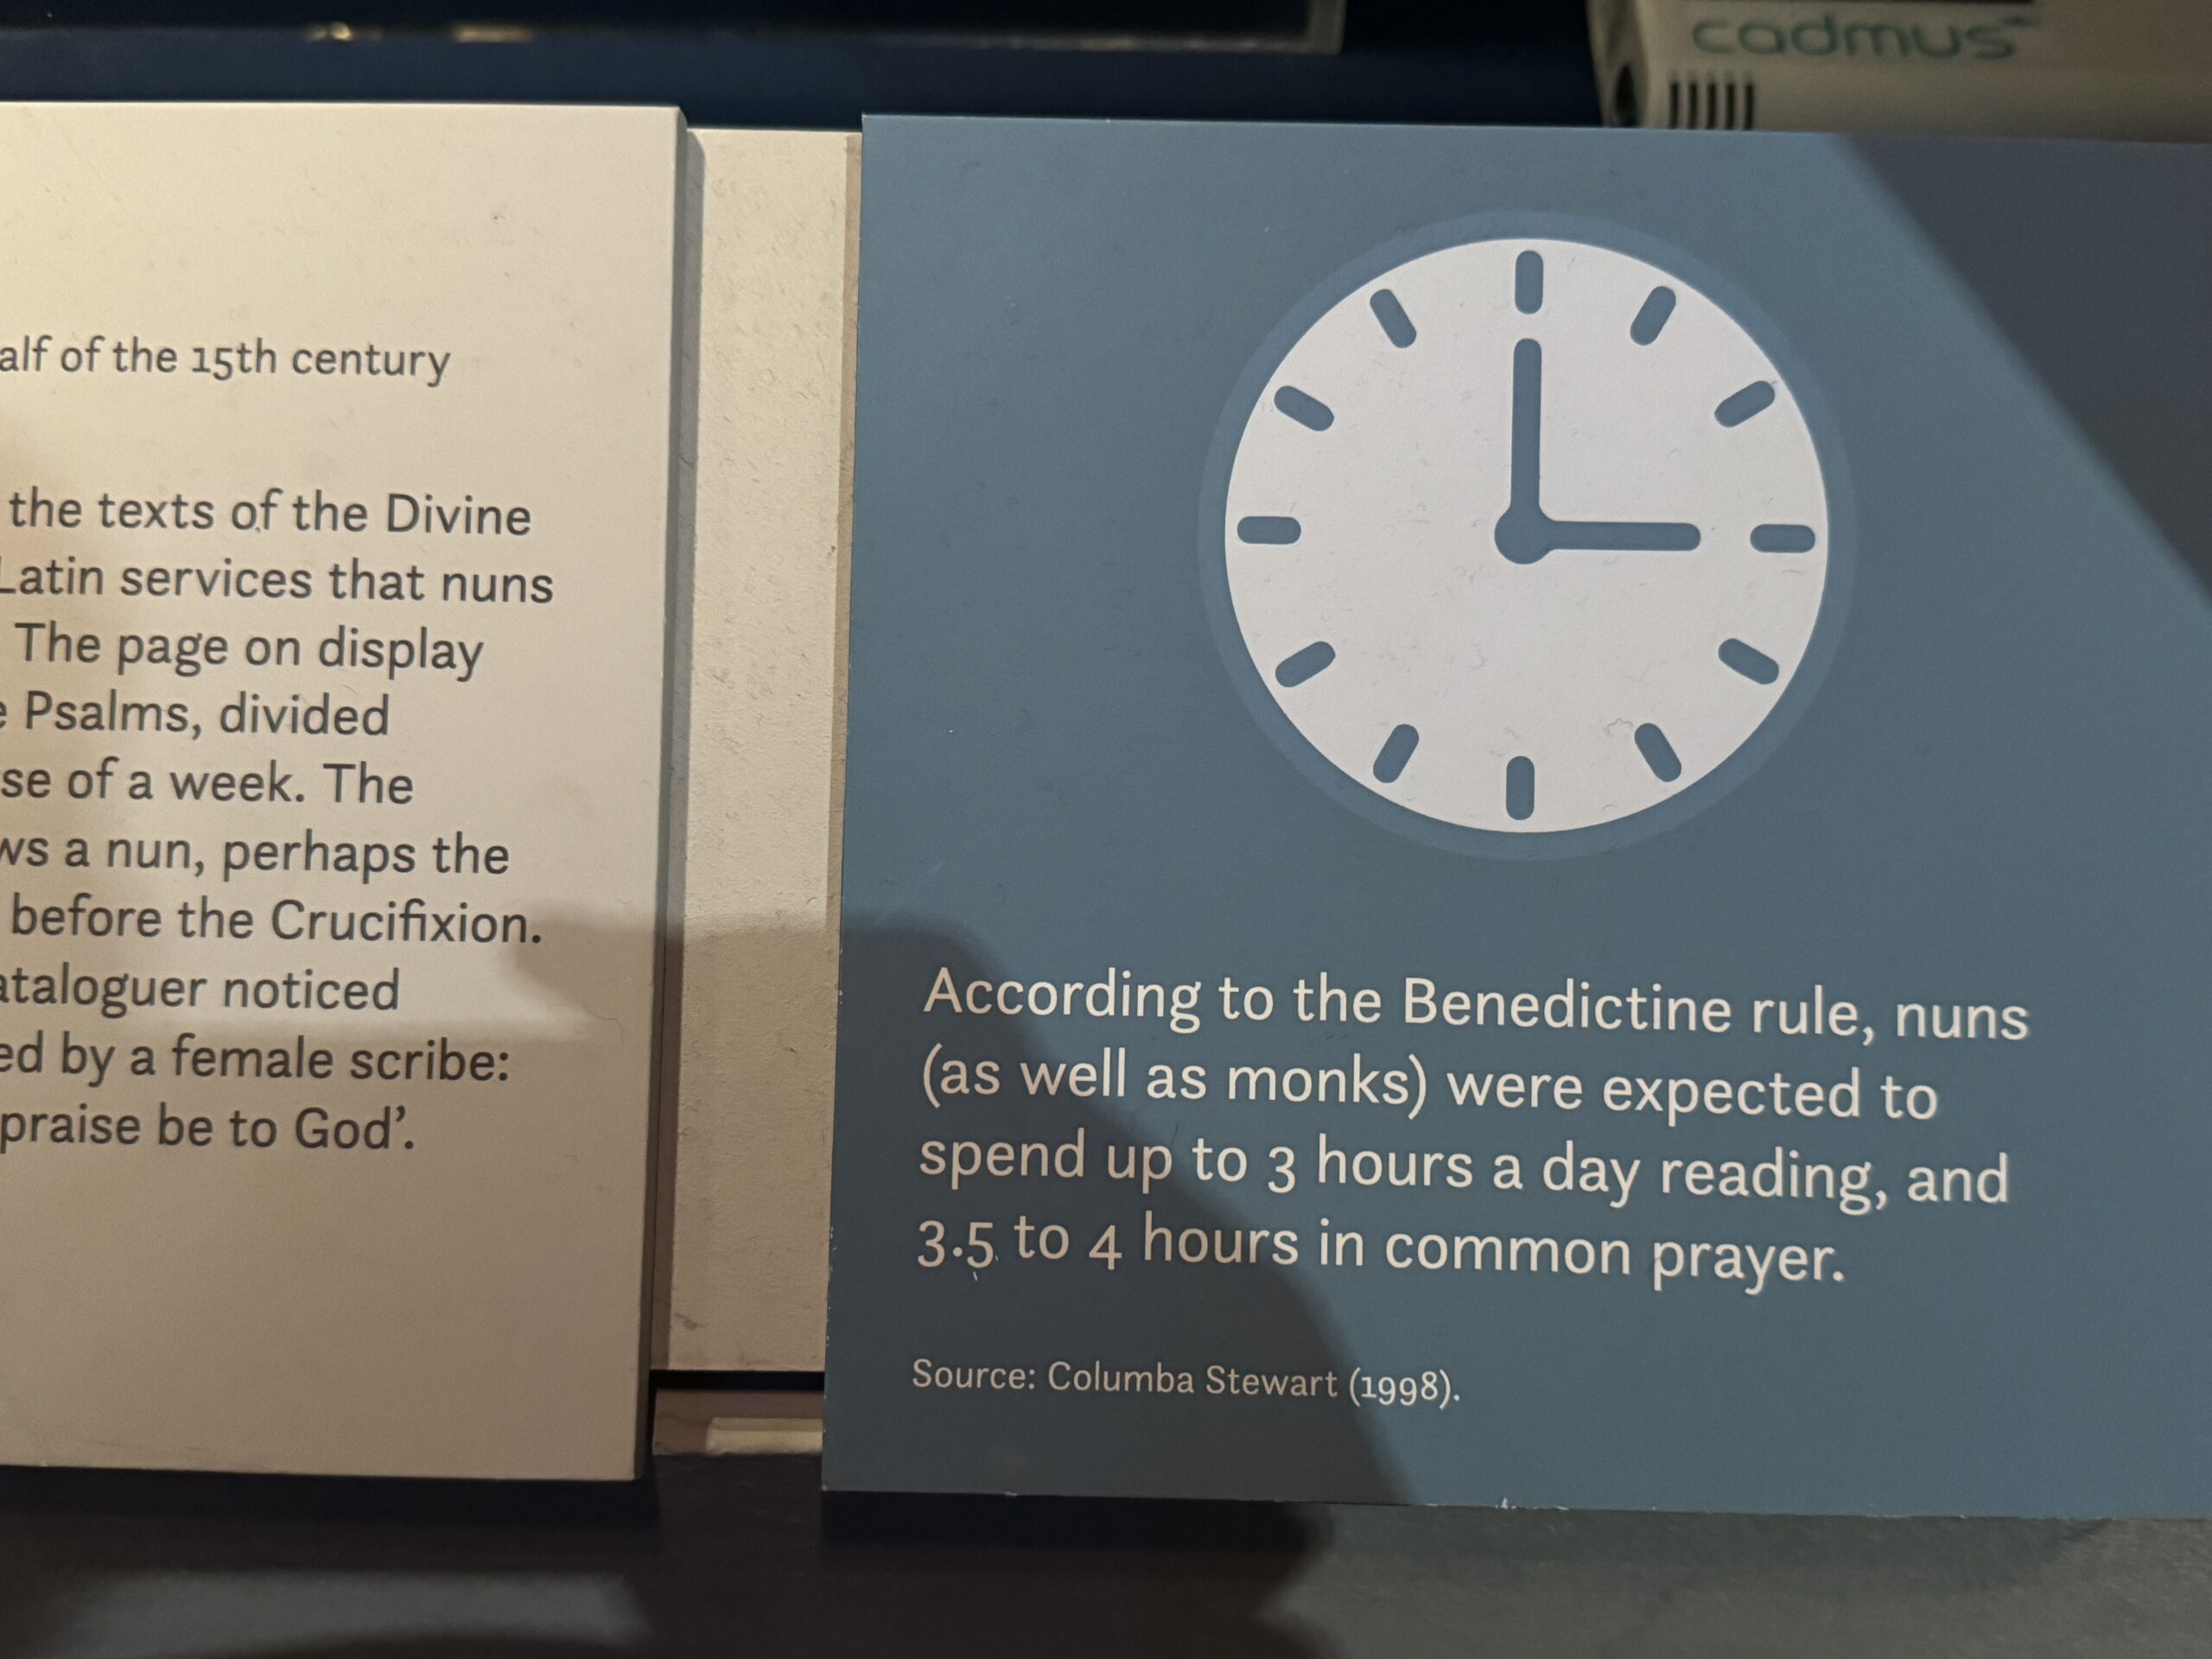 cadmus
alf of the 15th century
the texts of the Divine
Latin services that nuns
The page on display
e Psalms, divided
se of a week. The
ws a nun, perhaps the
before the Crucifixion.
ataloguer noticed
ed by a female scribe:
praise be to God’.
According to the Benedictine rule, nuns
(as well as monks) were expected to
spend up to 3 hours a day reading, and
3.5 to 4 hours in common prayer.
Source: Columba Stewart (1998).